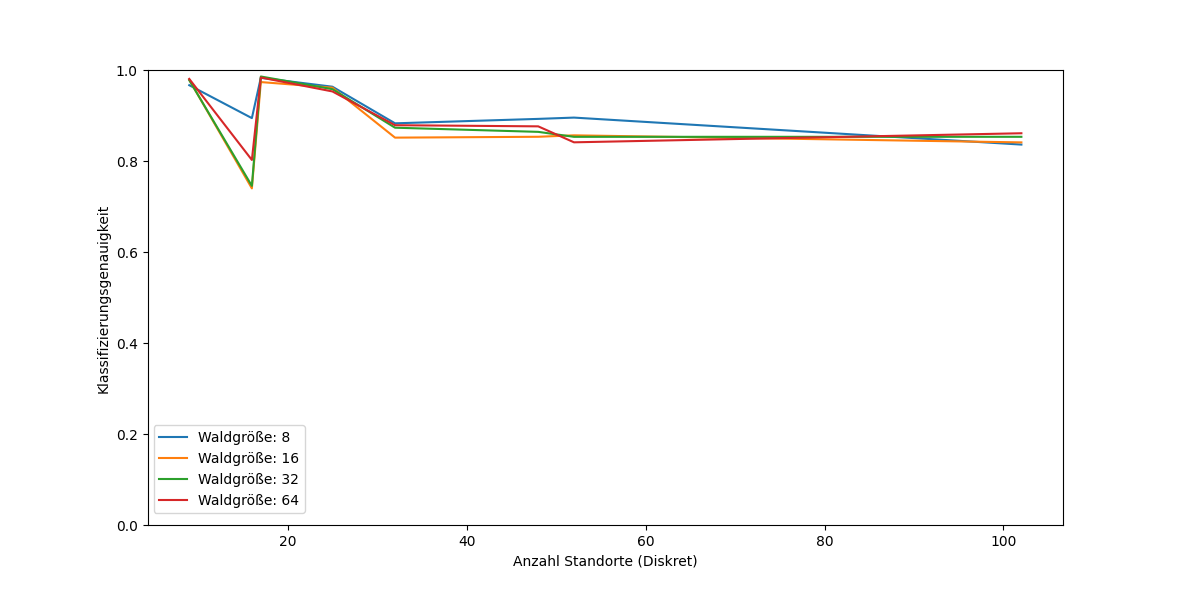 1.0
0.8
0.6
0.4
0.2
0.0
Klassifizierungsgenauigkeit
Waldgröße: 8
Waldgröße: 16
Waldgröße: 32
Waldgröße: 64
20 40 60 80 100
Anzahl Standorte (Diskret)